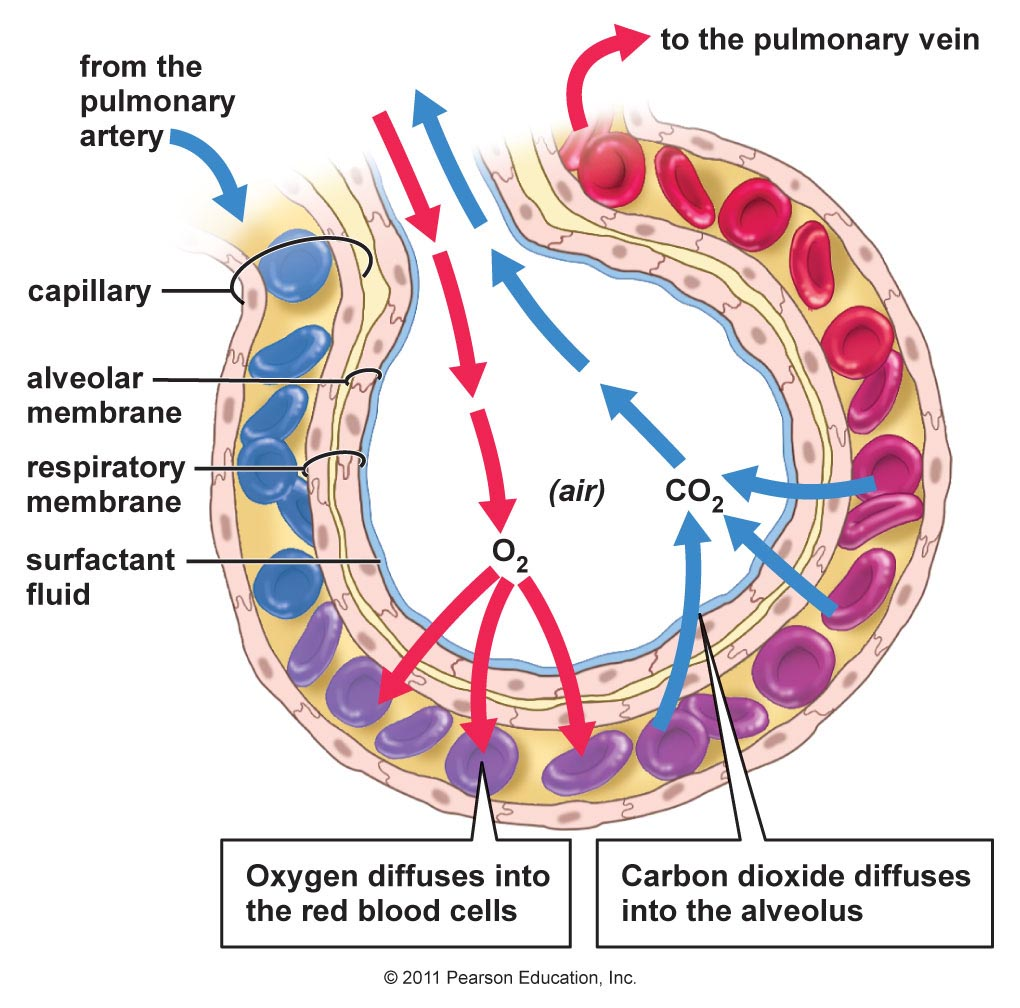 to the pulmonary vein
from the
pulmonary
artery
capillary
alveolar
membrane
respiratory
membrane
surfactant
fluid
(air)
CO₂
O₂
Oxygen diffuses into
the red blood cells
Carbon dioxide diffuses
into the alveolus
© 2011 Pearson Education, Inc.